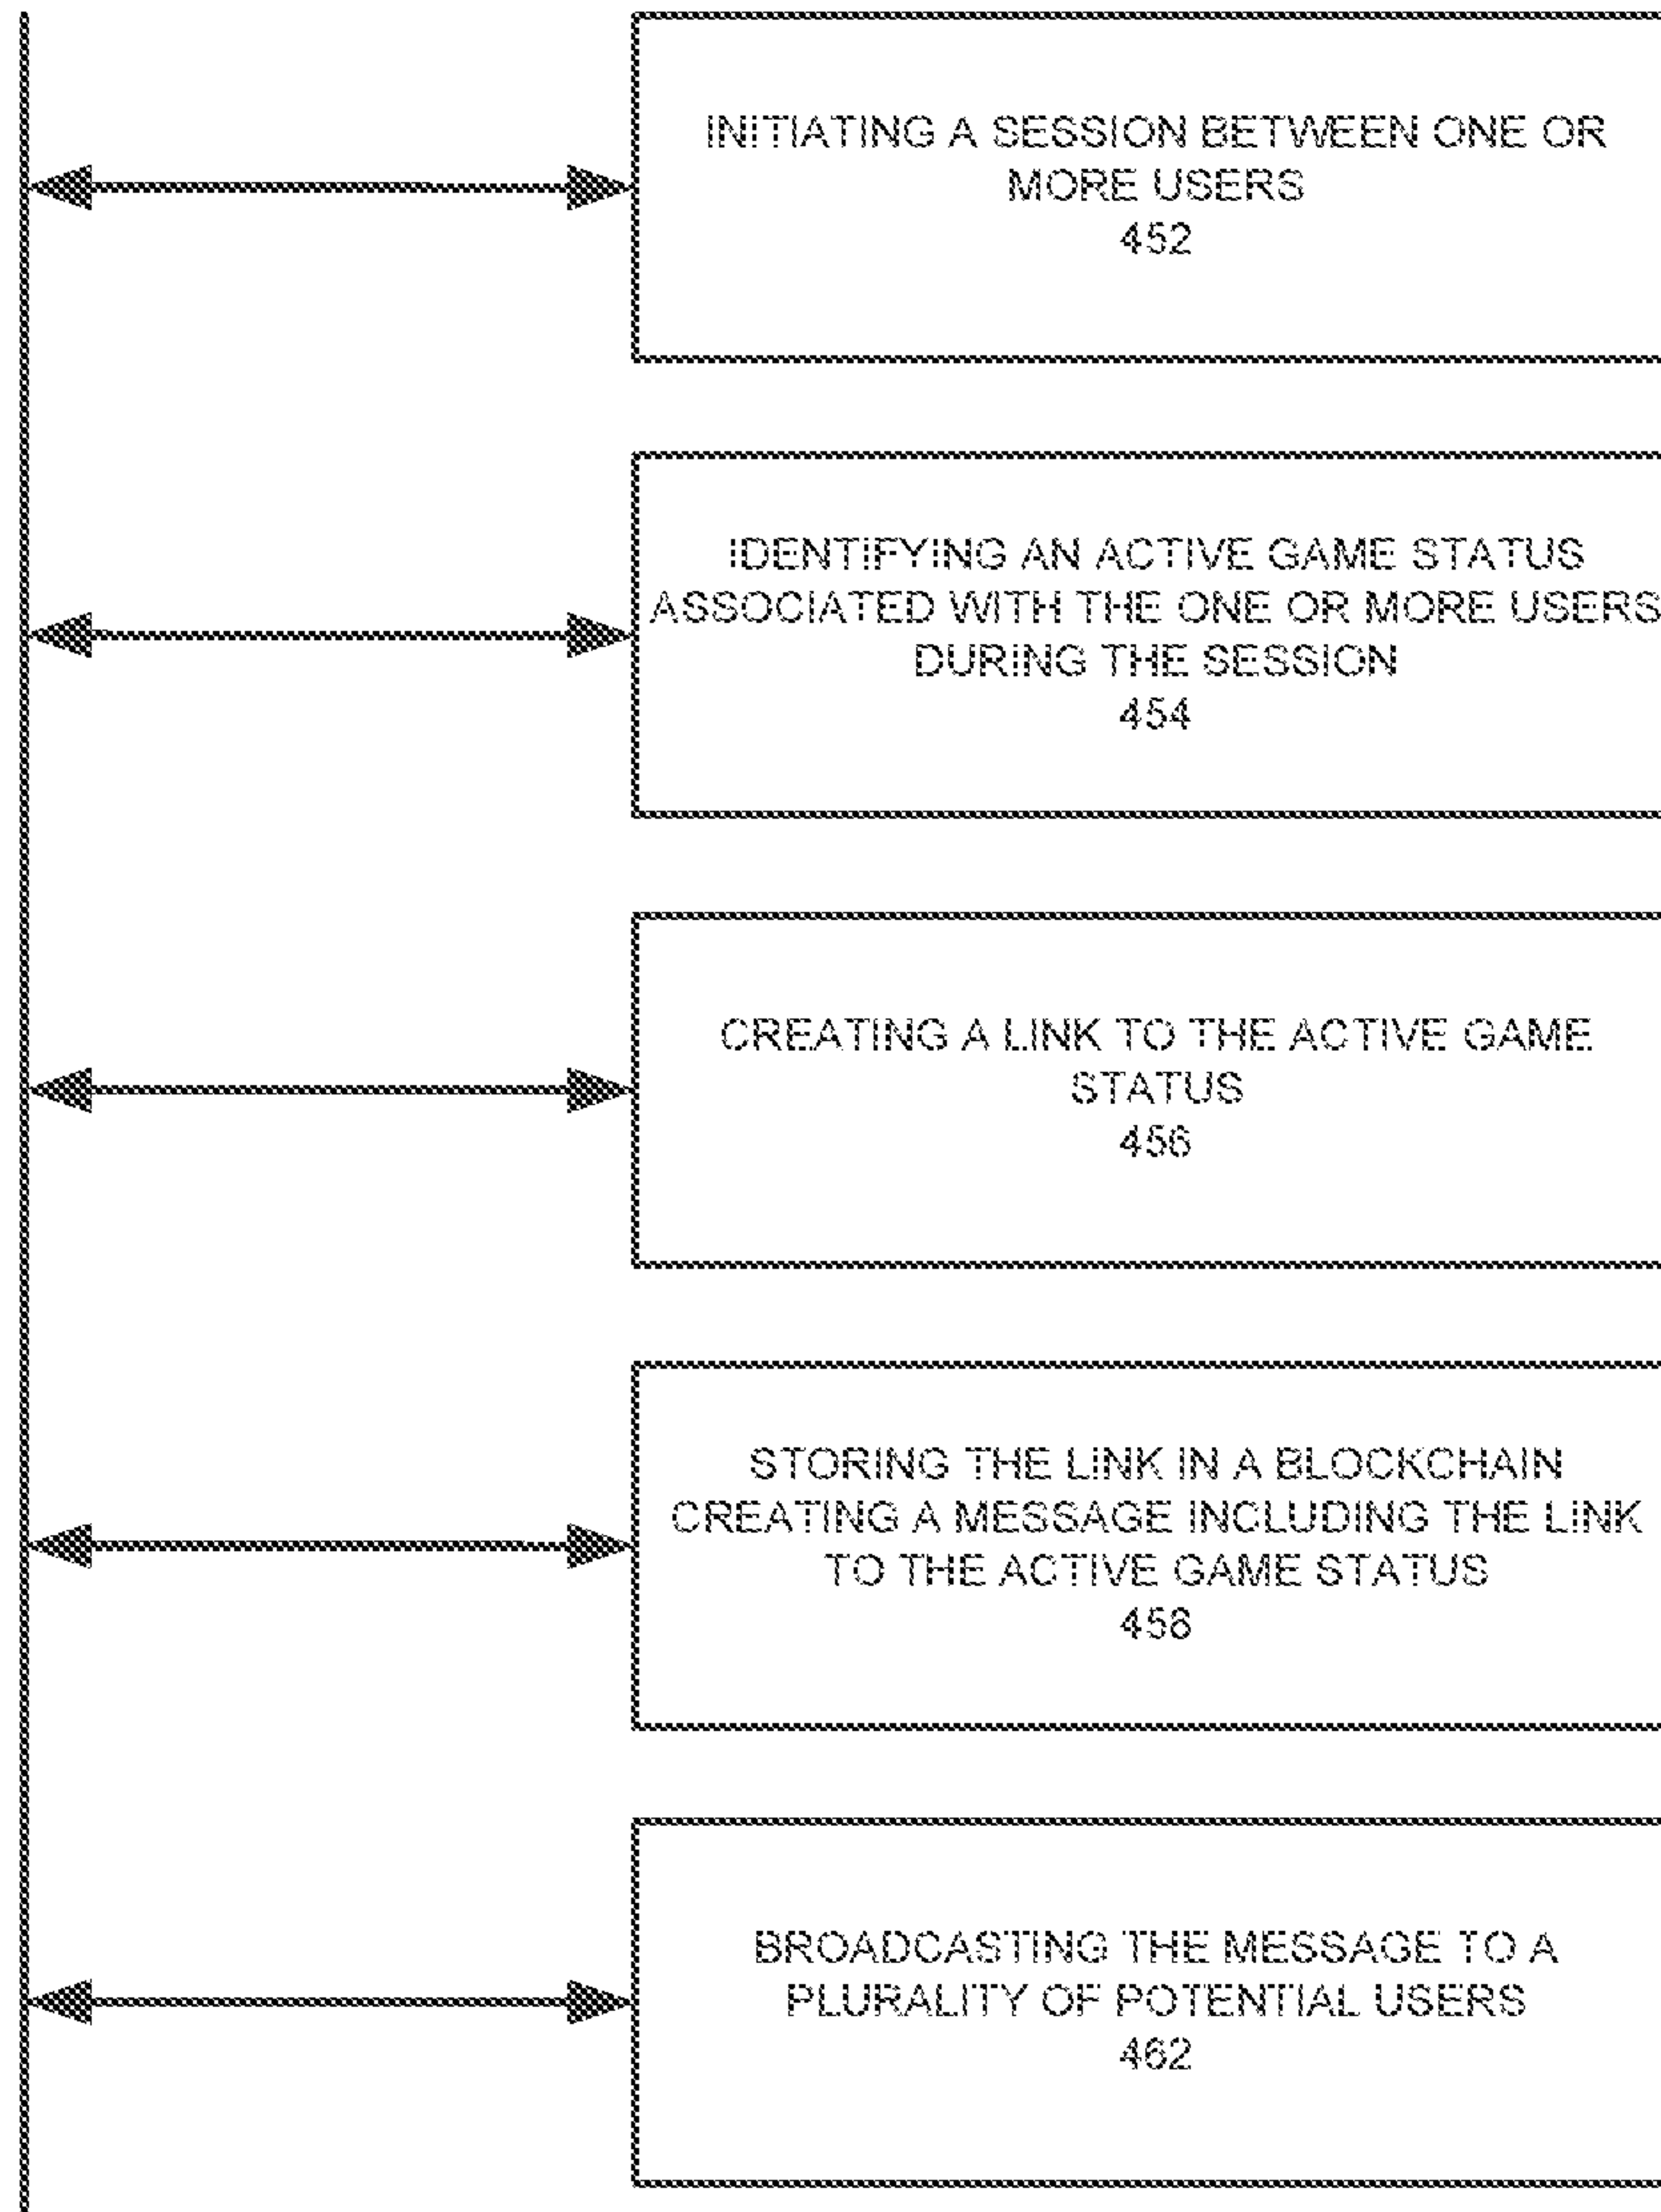 INITIATING A SESSION BETWEEN ONE OR
MORE USERS
452
IDENTIFYING AN ACTIVE GAME STATUS
ASSOCIATED WITH THE ONE OR MORE USERS
DURING THE SESSION
454
CREATING A LINK TO THE ACTIVE GAME
STATUS
456
STORING THE LINK IN A BLOCKCHAIN
CREATING A MESSAGE INCLUDING THE LINK
TO THE ACTIVE GAME STATUS
458
BROADCASTING THE MESSAGE TO A
PLURALITY OF POTENTIAL USERS
462